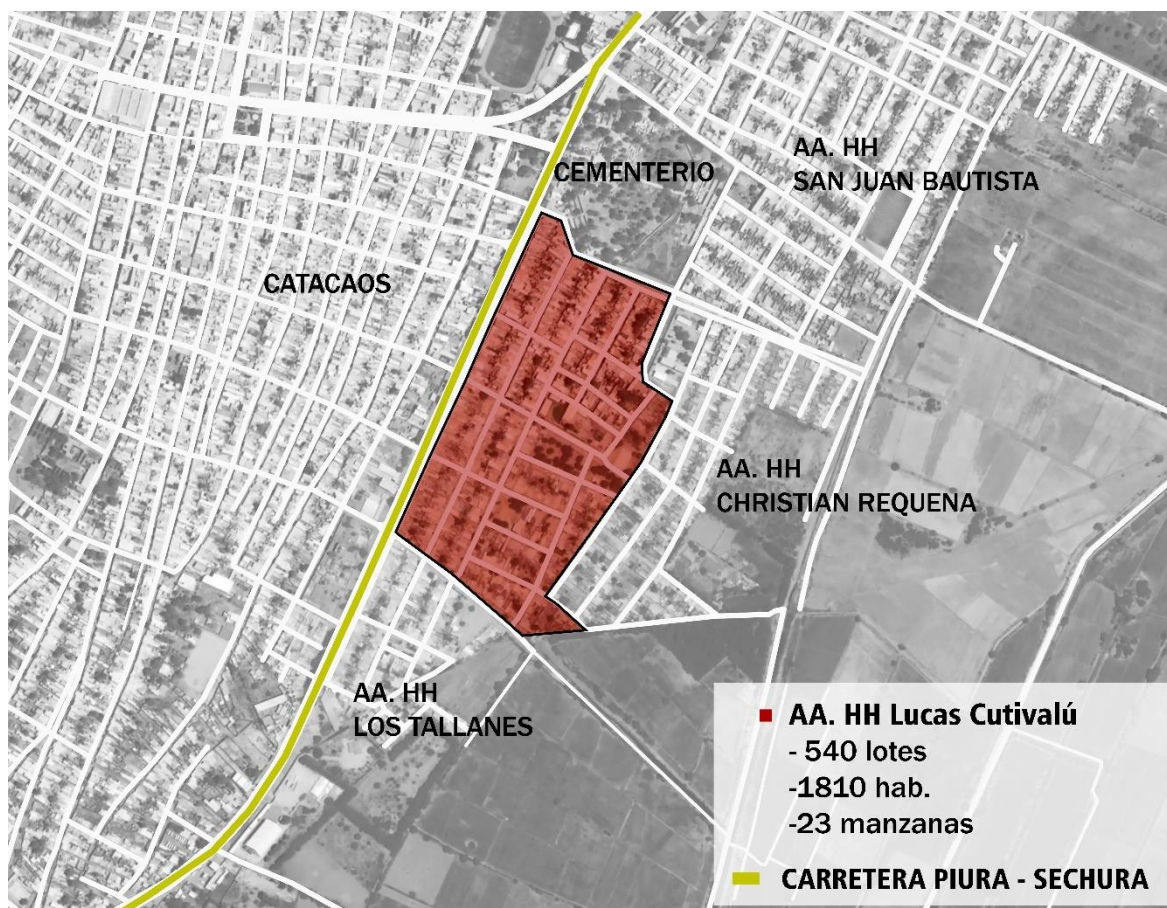 CEMENTERIO
AA. HH
SAN JUAN BAUTISTA
CATACAOS
AA. HH
CHRISTIAN REQUENA
AA. HH
LOS TALLANES
AA. HH Lucas Cutivalú
- 540 lotes
-1810 hab.
-23 manzanas
CARRETERA PIURA - SECHURA